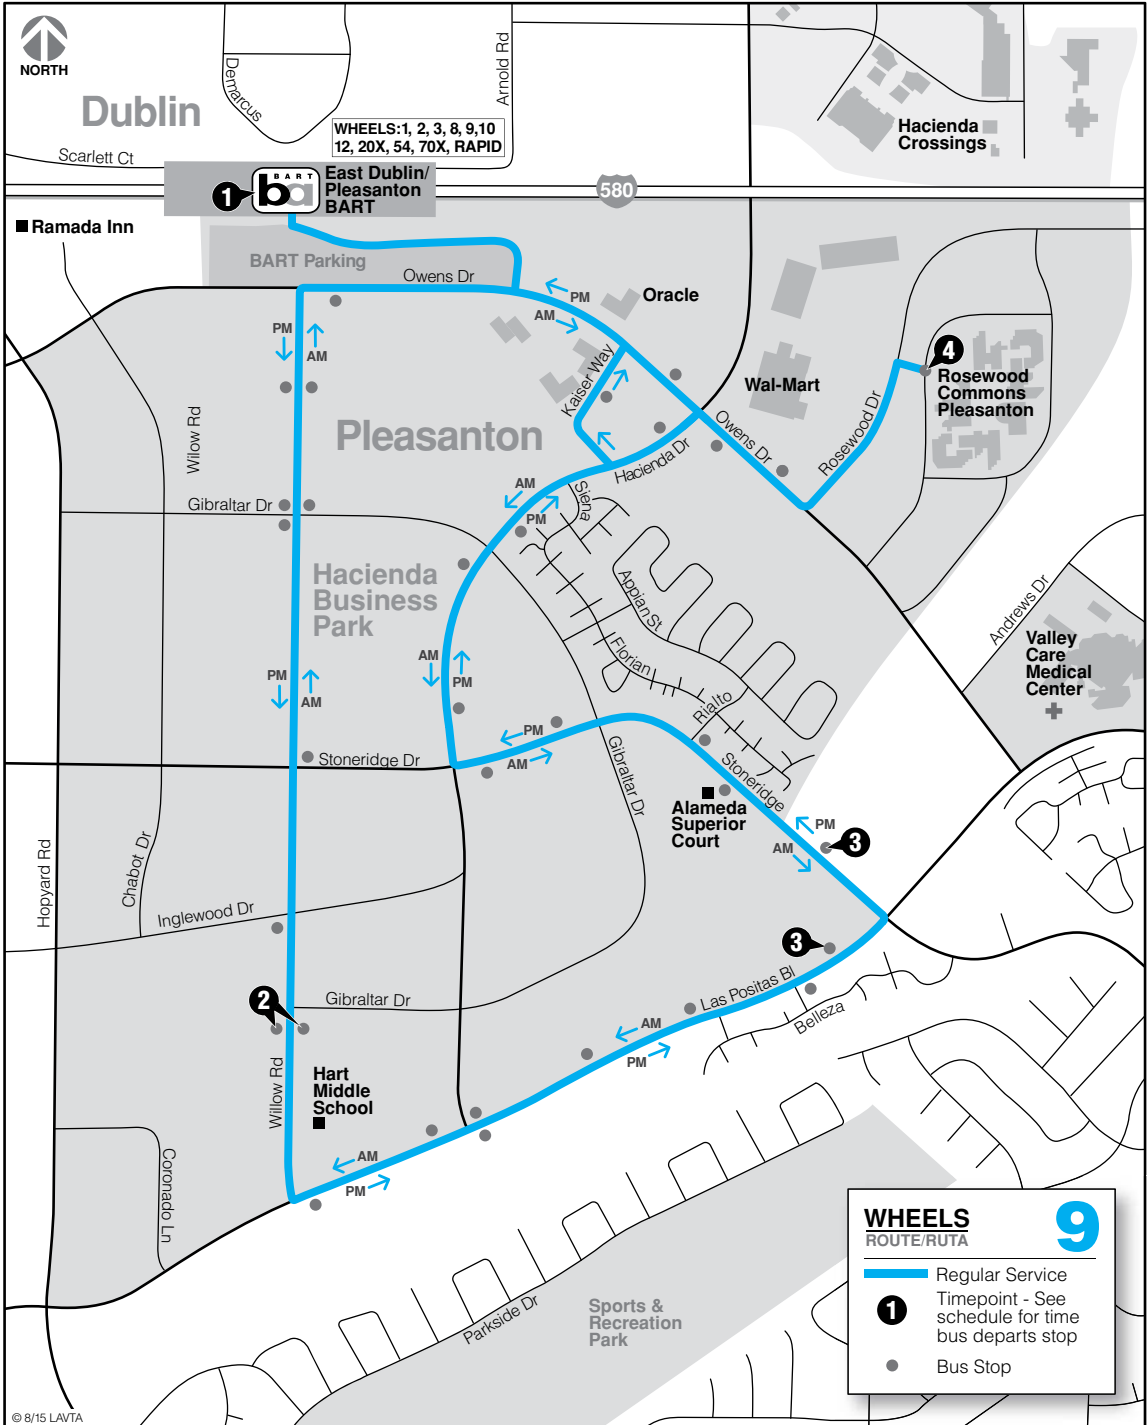 NORTH
Dublin
Demarcus
Arnold Rd
WHEELS:1, 2, 3, 8, 9,10
12, 20X, 54, 70X, RAPID
Hacienda
Crossings
Scarlett Ct
1
BART
ba
East Dublin/
Pleasanton
BART
580
Ramada Inn
BART Parking
Owens Dr
PM
AM
Oracle
PM
AM
Kaiser Way
Wal-Mart
4
Rosewood
Commons
Pleasanton
Rosewood Dr
Owens Dr
Hacienda Dr
Wilow Rd
Pleasanton
Gibraltar Dr
AM
PM
Siena
Hacienda
Business
Park
Appian St
Florian
Rialto
Andrews Dr
Valley
Care
Medical
Center
AM
PM
PM
AM
PM
AM
Stoneridge Dr
Gibraltar Dr
Stoneridge
Alameda
Superior
Court
PM
AM
3
Hopyard Rd
Chabot Dr
Inglewood Dr
3
Las Positas Bl
Belleza
2
Gibraltar Dr
AM
PM
Willow Rd
Hart
Middle
School
AM
PM
Coronado Ln
Parkside Dr
Sports &
Recreation
Park
WHEELS
ROUTE/RUTA
9
Regular Service
1
Timepoint - See
schedule for time
bus departs stop
Bus Stop
© 8/15 LAVTA